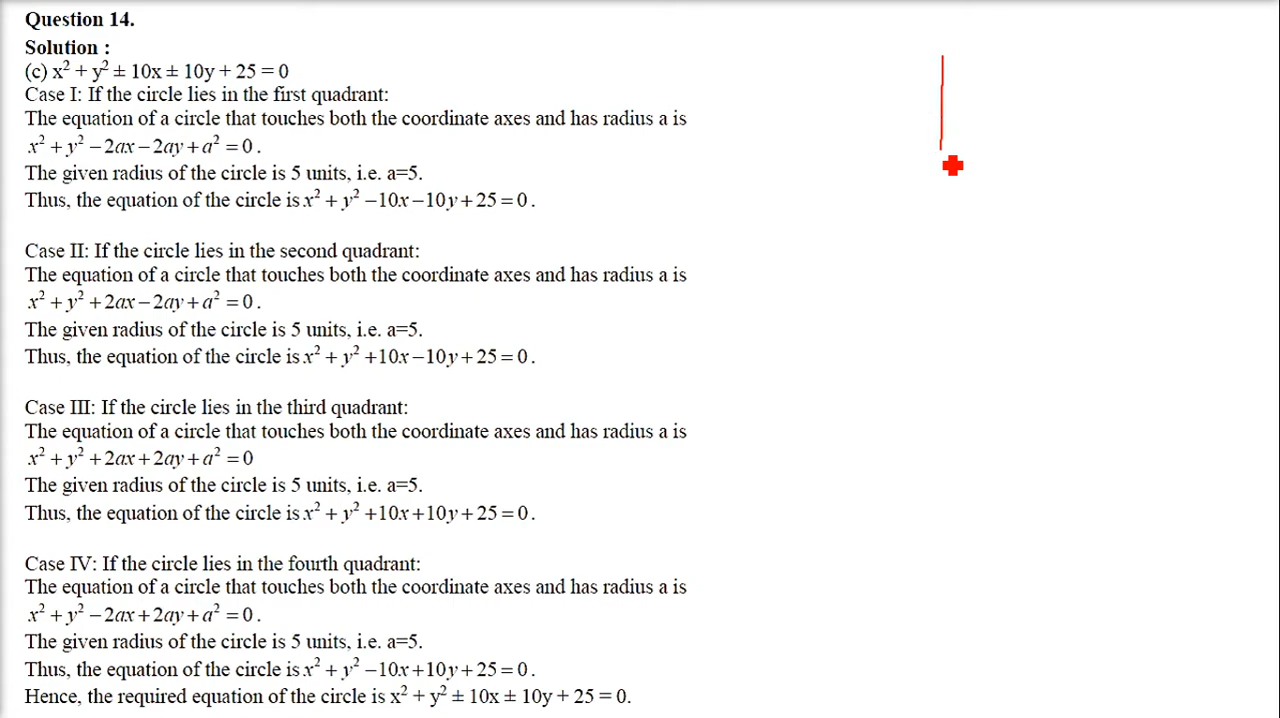 Question 14.
Solution :
(c) x² + y² ± 10x ± 10y + 25 = 0
Case I: If the circle lies in the first quadrant:
The equation of a circle that touches both the coordinate axes and has radius a is
x² + y² − 2ax − 2ay + a² = 0.
The given radius of the circle is 5 units, i.e. a=5.
Thus, the equation of the circle is x² + y² −10x −10y + 25 = 0.
Case II: If the circle lies in the second quadrant:
The equation of a circle that touches both the coordinate axes and has radius a is
x² + y² + 2ax − 2ay + a² = 0.
The given radius of the circle is 5 units, i.e. a=5.
Thus, the equation of the circle is x² + y² +10x −10y + 25 = 0.
Case III: If the circle lies in the third quadrant:
The equation of a circle that touches both the coordinate axes and has radius a is
x² + y² + 2ax + 2ay + a² = 0
The given radius of the circle is 5 units, i.e. a=5.
Thus, the equation of the circle is x² + y² +10x +10y + 25 = 0.
Case IV: If the circle lies in the fourth quadrant:
The equation of a circle that touches both the coordinate axes and has radius a is
x² + y² − 2ax + 2ay + a² = 0.
The given radius of the circle is 5 units, i.e. a=5.
Thus, the equation of the circle is x² + y² −10x +10y + 25 = 0.
Hence, the required equation of the circle is x² + y² ± 10x ± 10y + 25 = 0.